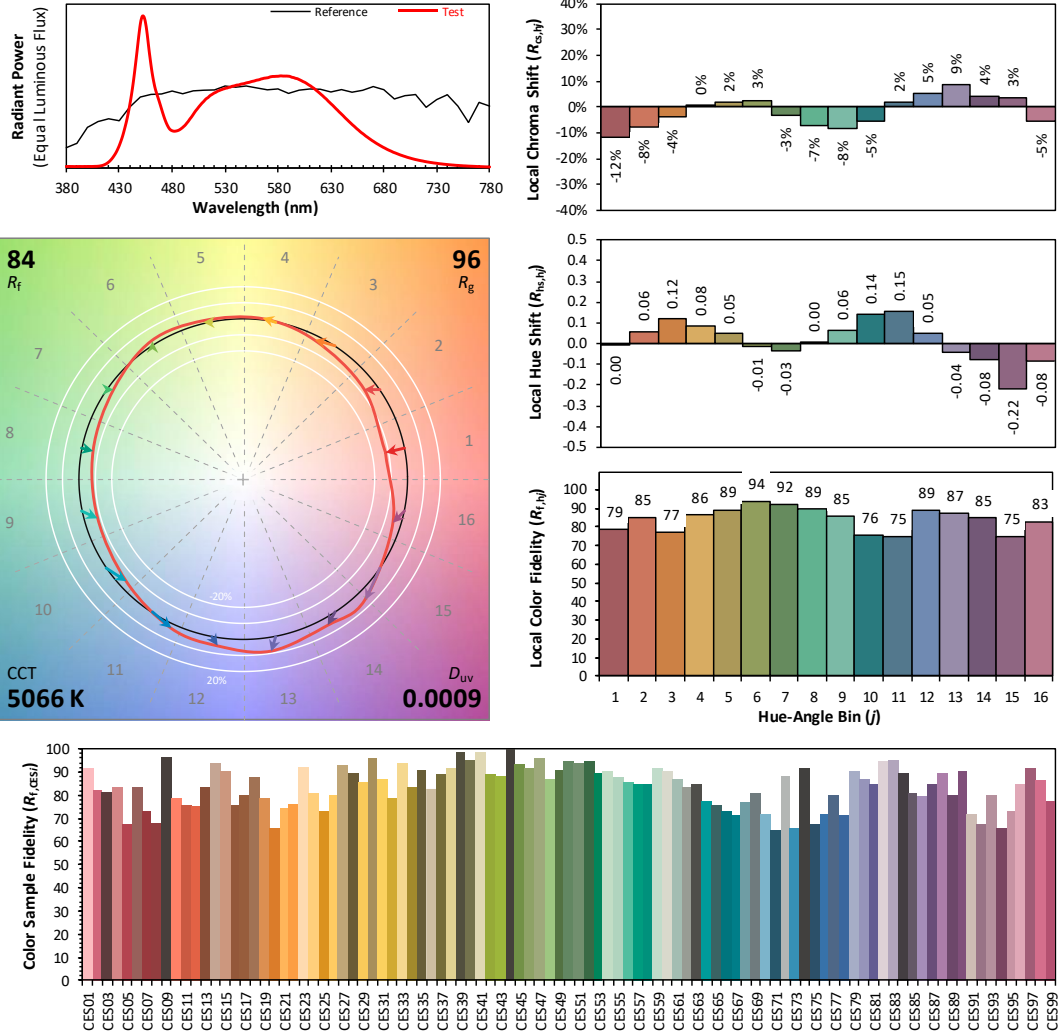 Radiant Power
(Equal Luminous Flux)
Reference
Test
380 430 480 530 580 630 680 730 780
Wavelength (nm)
Local Chroma Shift (Rcs,hj)
40%
30%
20%
10%
0%
-10%
-20%
-30%
-40%
-12% -8% -4% 0% 2% 3% -3% -7% -8% -5% 2% 5% 9% 4% 3% -5%
84
Rf
96
Rg
5 4
6 3
7 2
8 1
9 16
10 15
11 14
12 13
-20%
20%
CCT
5066 K
Duv
0.0009
Local Hue Shift (Rhs,hj)
0.5
0.4
0.3
0.2
0.1
0.0
-0.1
-0.2
-0.3
-0.4
-0.5
0.00 0.06 0.12 0.08 0.05 -0.01 -0.03 0.00 0.06 0.14 0.15 0.05 -0.04 -0.08 -0.22 -0.08
Local Color Fidelity (Rf,hj)
100
90
80
70
60
50
40
30
20
10
0
79 85 77 86 89 94 92 89 85 76 75 89 87 85 75 83
1 2 3 4 5 6 7 8 9 10 11 12 13 14 15 16
Hue-Angle Bin (j)
Color Sample Fidelity (Rf,CESi)
100
90
80
70
60
50
40
30
20
10
0
CES01 CES03 CES05 CES07 CES09 CES11 CES13 CES15 CES17 CES19 CES21 CES23 CES25 CES27 CES29 CES31 CES33 CES35 CES37 CES39 CES41 CES43 CES45 CES47 CES49 CES51 CES53 CES55 CES57 CES59 CES61 CES63 CES65 CES67 CES69 CES71 CES73 CES75 CES77 CES79 CES81 CES83 CES85 CES87 CES89 CES91 CES93 CES95 CES97 CES99